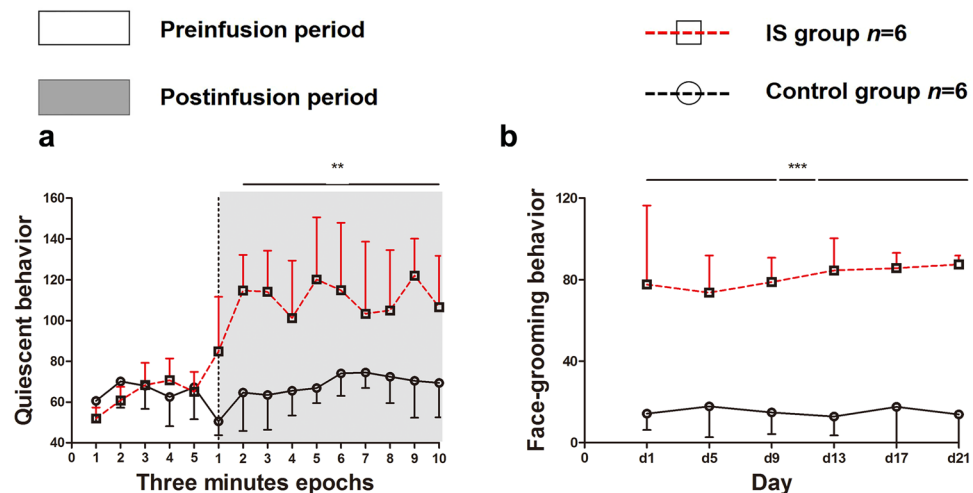 Preinfusion period
IS group n=6
Postinfusion period
Control group n=6
a
**
160
140
120
100
80
60
40
Quiescent behavior
0 1 2 3 4 5 1 2 3 4 5 6 7 8 9 10
Three minutes epochs
b
***
120
80
40
0
Face-grooming behavior
0 d1 d5 d9 d13 d17 d21
Day